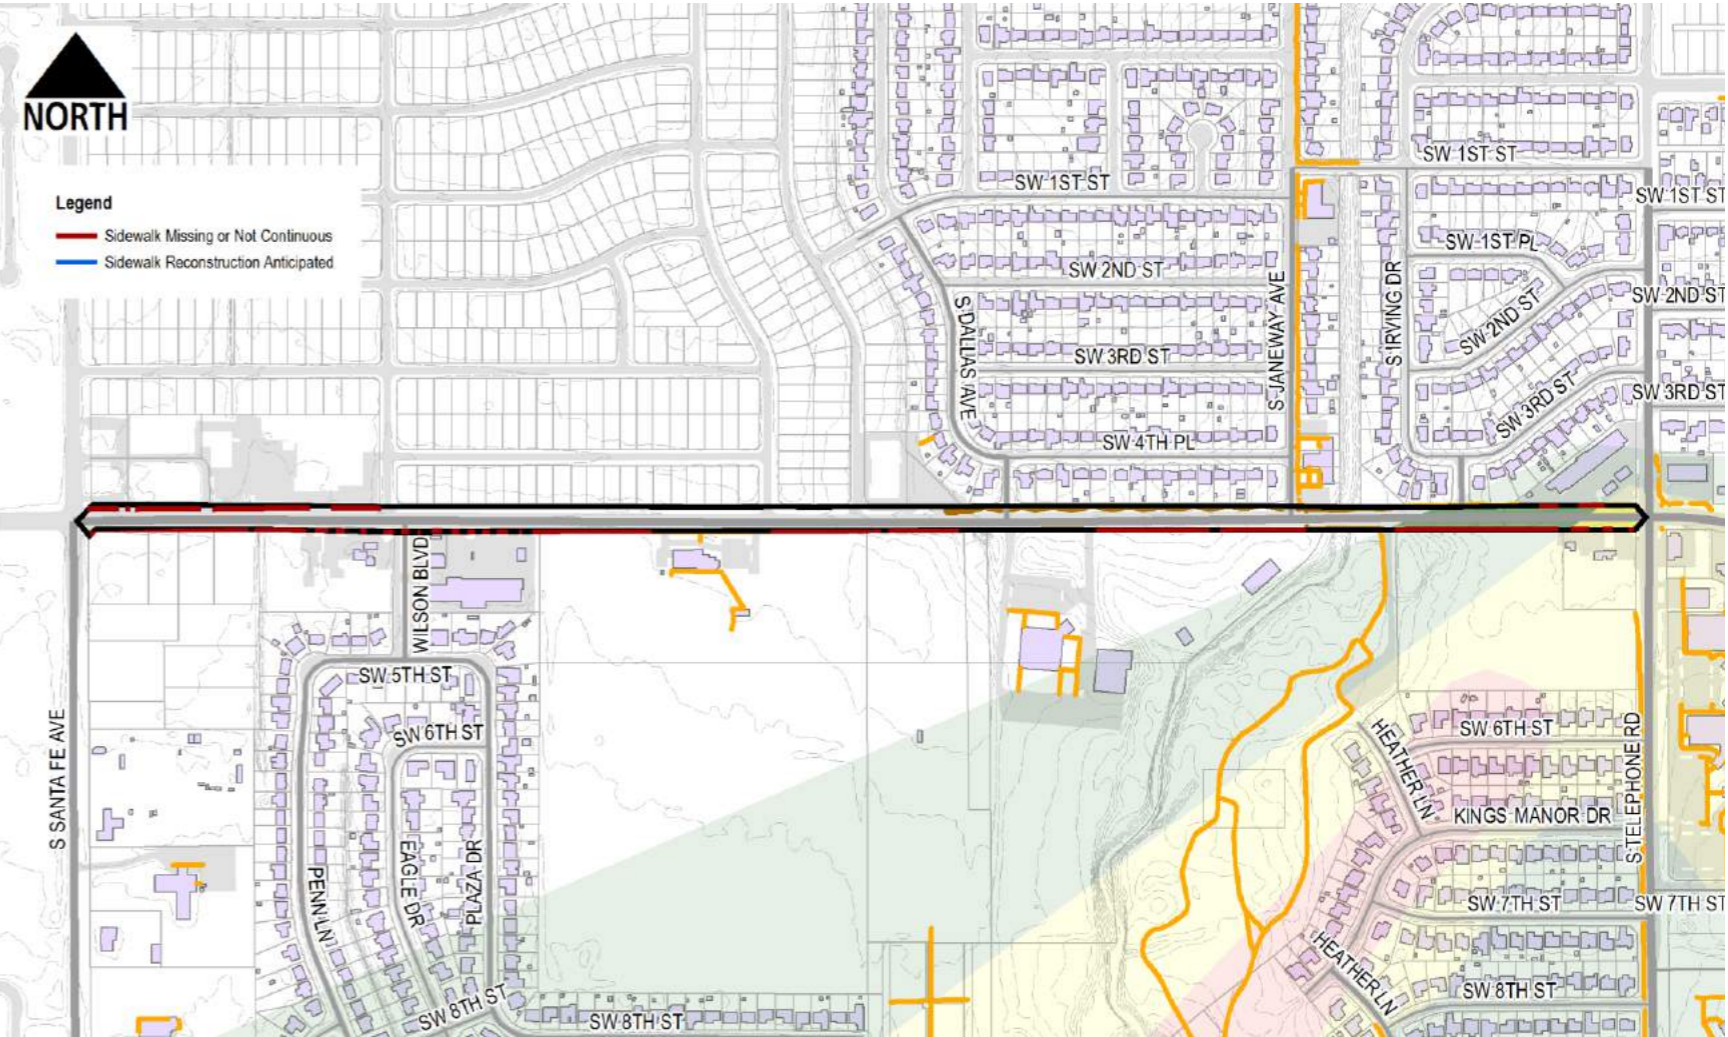 NORTH
Legend
Sidewalk Missing or Not Continuous
Sidewalk Reconstruction Anticipated
SW 1ST ST
SW 1ST ST
SW 1ST ST
SW 1ST PL
SW 2ND ST
SW 2ND ST
SW 2ND ST
S DALLAS AVE
S JANEWAY AVE
S IRVING DR
SW 3RD ST
SW 3RD ST
SW 3RD ST
SW 4TH PL
WILSON BLVD
SW 5TH ST
S SANTA FE AVE
SW 6TH ST
HEATHER LN
SW 6TH ST
S TELEPHONE RD
KINGS MANOR DR
PENN LN
EAGLE DR
PLAZA DR
SW 7TH ST
SW 7TH ST
HEATHER LN
SW 8TH ST
SW 8TH ST
SW 8TH ST